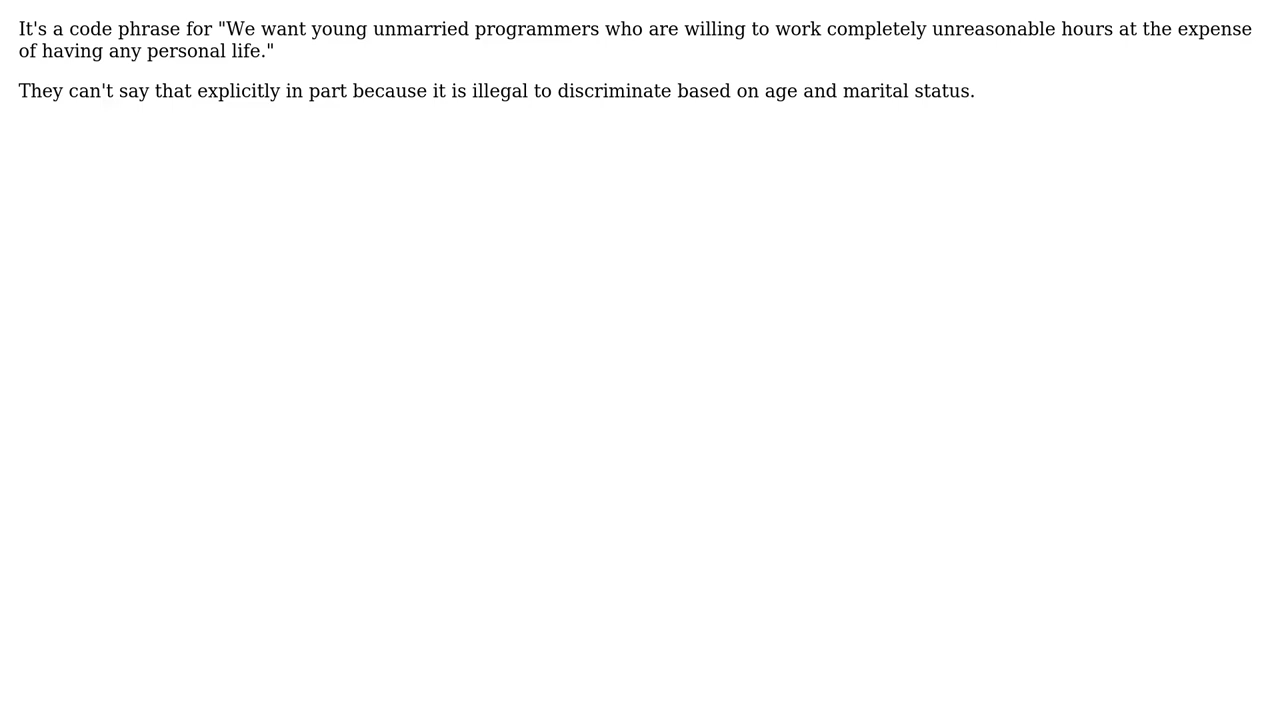 It's a code phrase for "We want young unmarried programmers who are willing to work completely unreasonable hours at the expense
of having any personal life."
They can't say that explicitly in part because it is illegal to discriminate based on age and marital status.